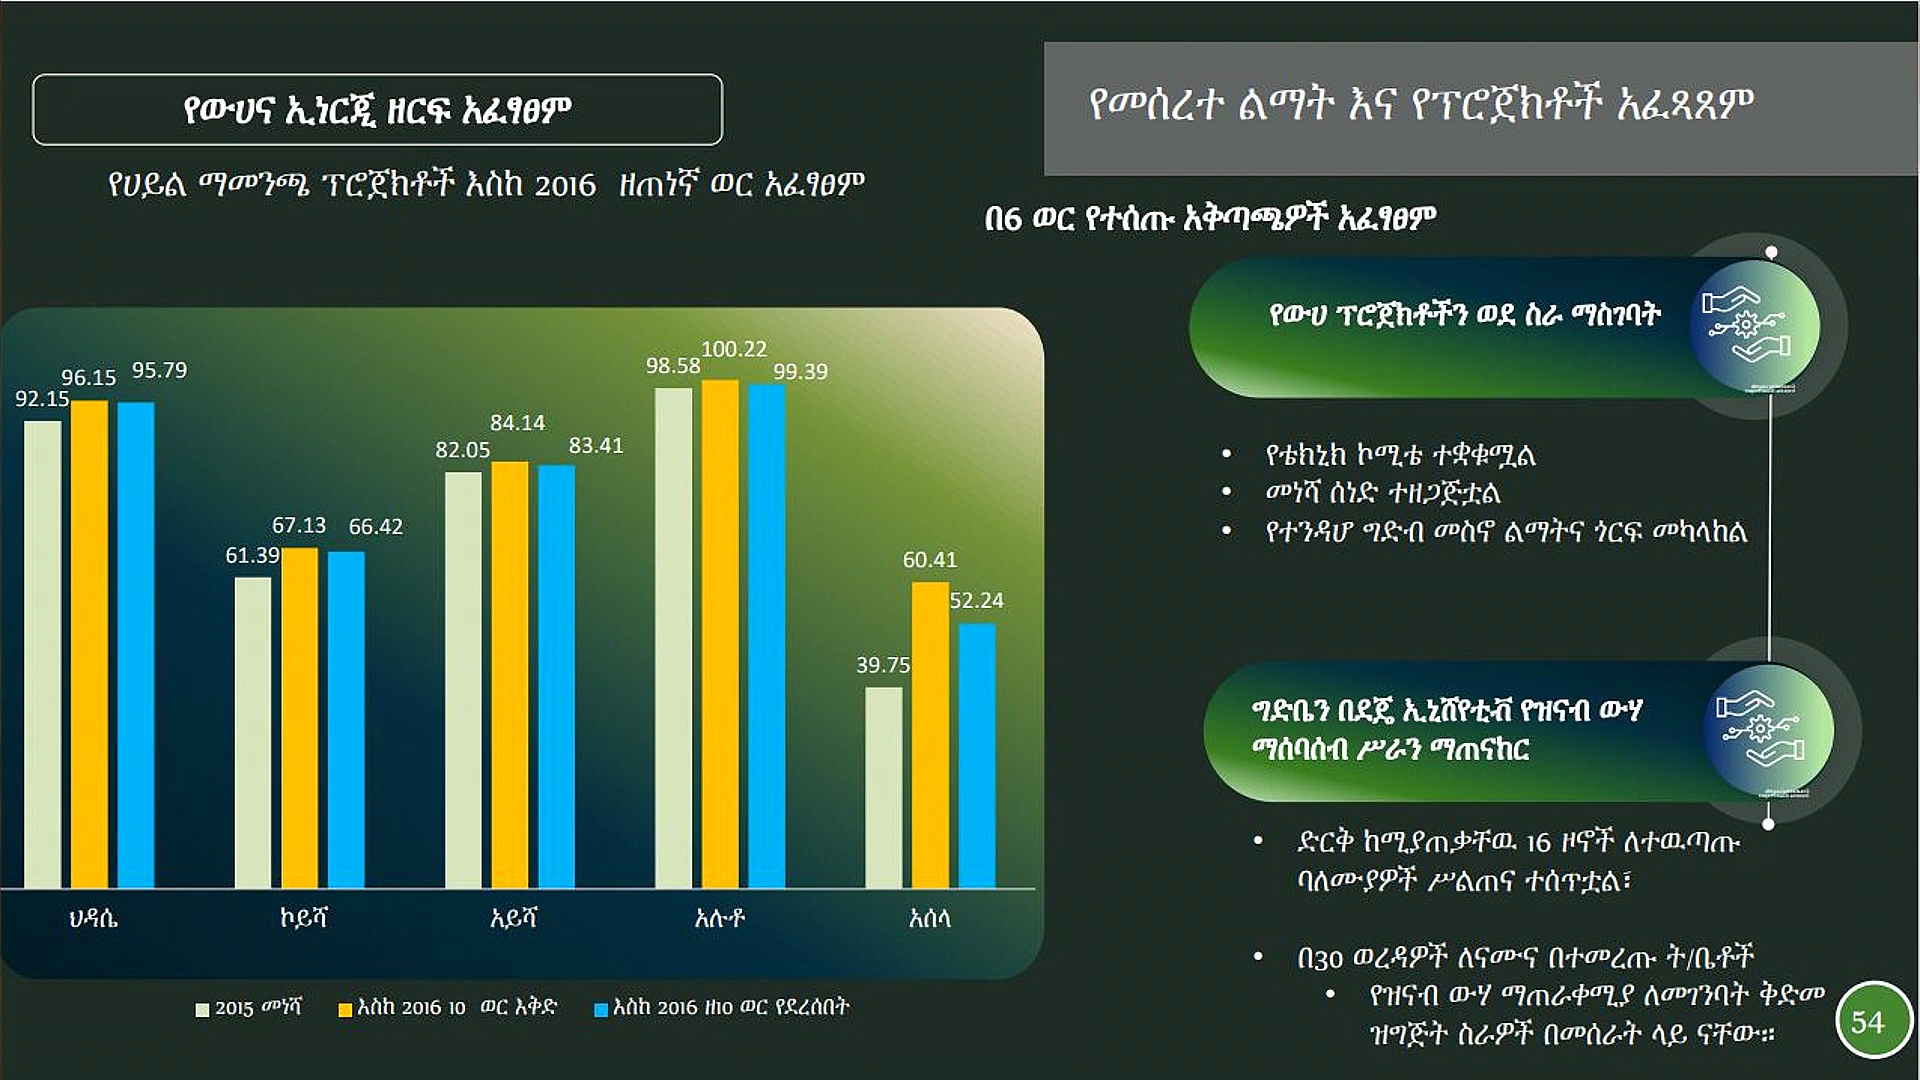 የውሀና ኢነርጂ ዘርፍ አፈፃፀም
የሀይል ማመንጫ ፕሮጀክቶች እስከ 2016 ዘጠነኛ ወር አፈፃፀም
92.15 96.15 95.79
61.39 67.13 66.42
82.05 84.14 83.41
98.58 100.22 99.39
39.75 60.41 52.24
ህዳሴ ኮይሻ አይሻ አሉቶ አሰላ
2015 መነሻ እስከ 2016 10 ወር እቅድ እስከ 2016 ዘ10 ወር የደረሰበት
የመሰረተ ልማት እና የፕሮጀክቶች አፈጻጸም
በ6 ወር የተሰጡ አቅጣጫዎች አፈፃፀም
የውሀ ፕሮጀክቶችን ወደ ስራ ማስገባት
• የቴክኒክ ኮሚቴ ተቋቁሟል
• መነሻ ሰነድ ተዘጋጅቷል
• የተንዳሆ ግድብ መስኖ ልማትና ጎርፍ መካላከል
ግድቤን በደጄ ኢኒሸየቲቭ የዝናብ ውሃ
ማሰባሰብ ሥራን ማጠናከር
• ድርቅ ከሚያጠቃቸዉ 16 ዞኖች ለተዉጣጡ
ባለሙያዎች ሥልጠና ተሰጥቷል፣
• በ30 ወረዳዎች ለናሙና በተመረጡ ት/ቤቶች
• የዝናብ ውሃ ማጠራቀሚያ ለመገንባት ቅድመ
ዝግጅት ስራዎች በመሰራት ላይ ናቸው።
54